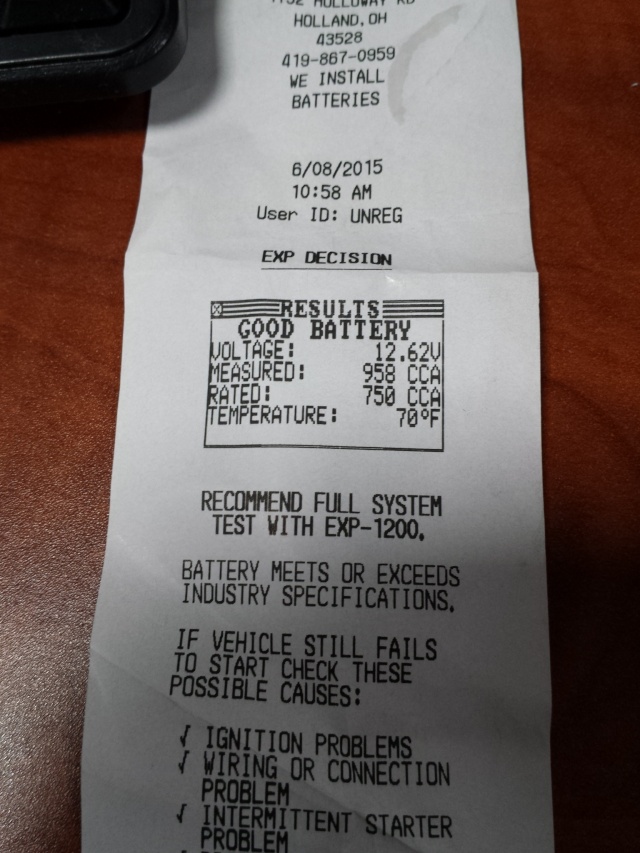 HOLLOWAY RD
HOLLAND,OH
43528
419-867-0959
WE INSTALL
BATTERIES
6/08/2015
10:58 AM
User ID: UNREG
EXP DECISION
RESULTS
GOOD BATTERY
VOLTAGE: 12.62V
MEASURED: 958 CCA
RATED: 750 CCA
TEMPERATURE: 70°F
RECOMMEND FULL SYSTEM
TEST WITH EXP-1200.
BATTERY MEETS OR EXCEEDS
INDUSTRY SPECIFICATIONS.
IF VEHICLE STILL FAILS
TO START CHECK THESE
POSSIBLE CAUSES:
√ IGNITION PROBLEMS
√ WIRING OR CONNECTION
PROBLEM
√ INTERMITTENT STARTER
PROBLEM